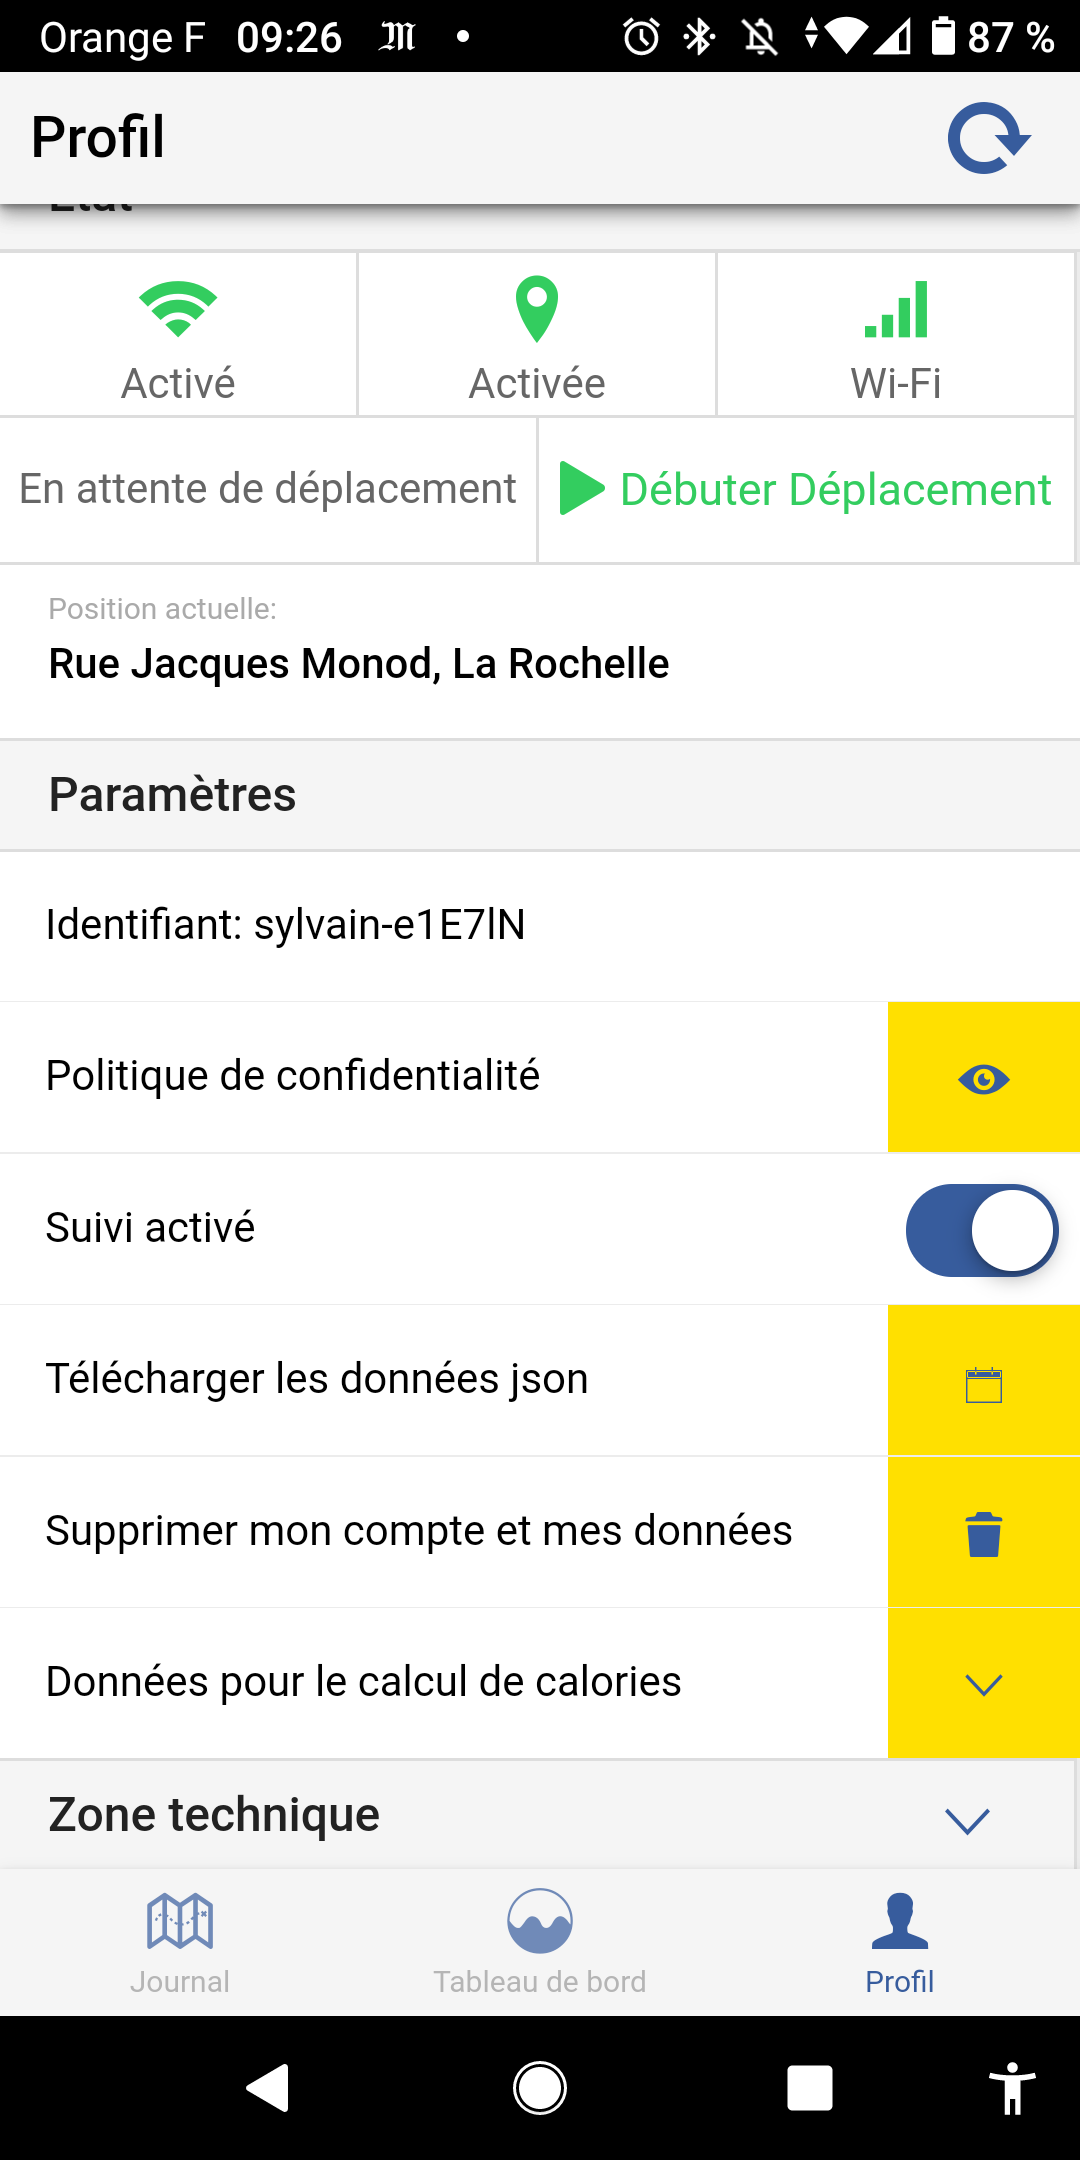 Orange F 09:26 87 %
Profil
État
Activé Activée Wi-Fi
En attente de déplacement Débuter Déplacement
Position actuelle:
Rue Jacques Monod, La Rochelle
Paramètres
Identifiant: sylvain-e1E7lN
Politique de confidentialité
Suivi activé
Télécharger les données json
Supprimer mon compte et mes données
Données pour le calcul de calories
Zone technique
Journal Tableau de bord Profil